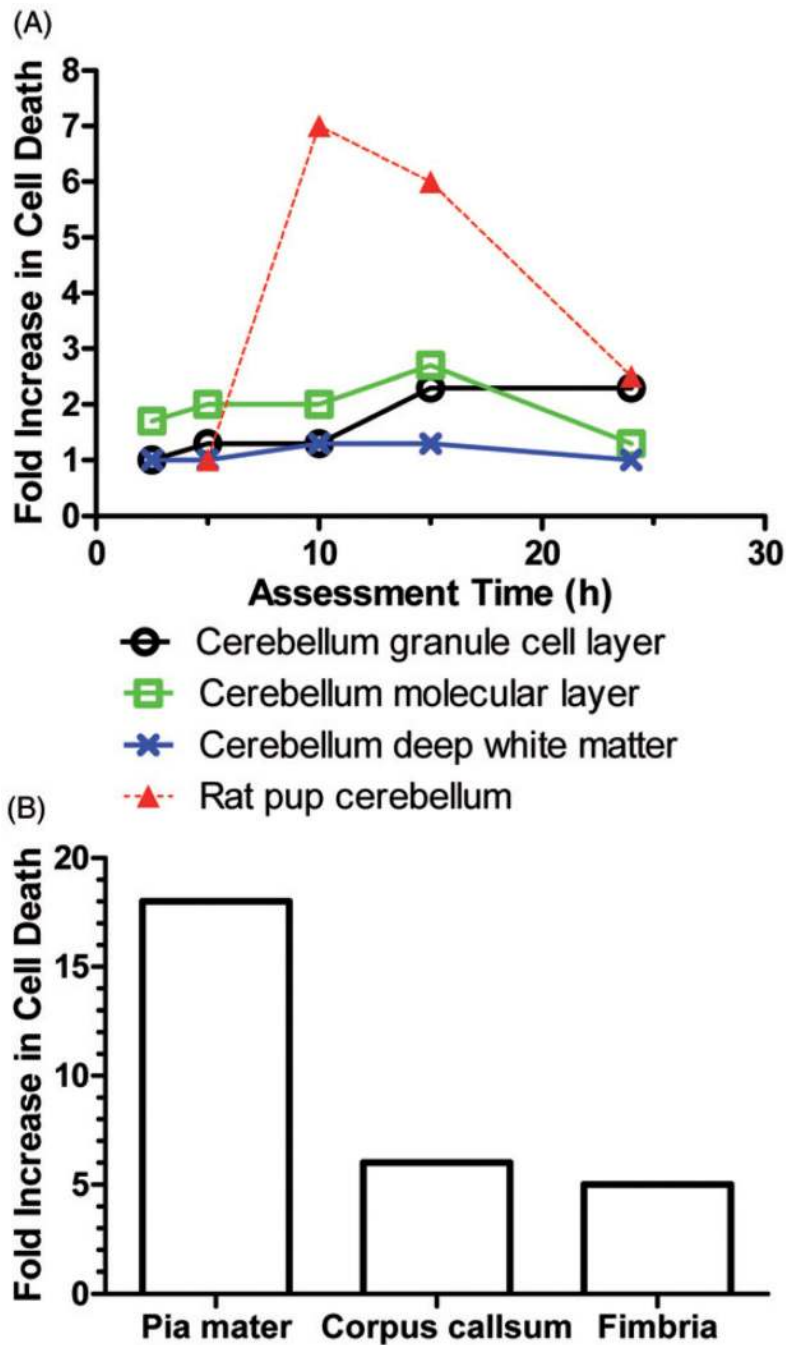 (A)
Fold Increase in Cell Death
8
7
6
5
4
3
2
1
0
0 10 20 30
Assessment Time (h)
Cerebellum granule cell layer
Cerebellum molecular layer
Cerebellum deep white matter
Rat pup cerebellum
(B)
Fold Increase in Cell Death
20
15
10
5
0
Pia mater Corpus callsum Fimbria